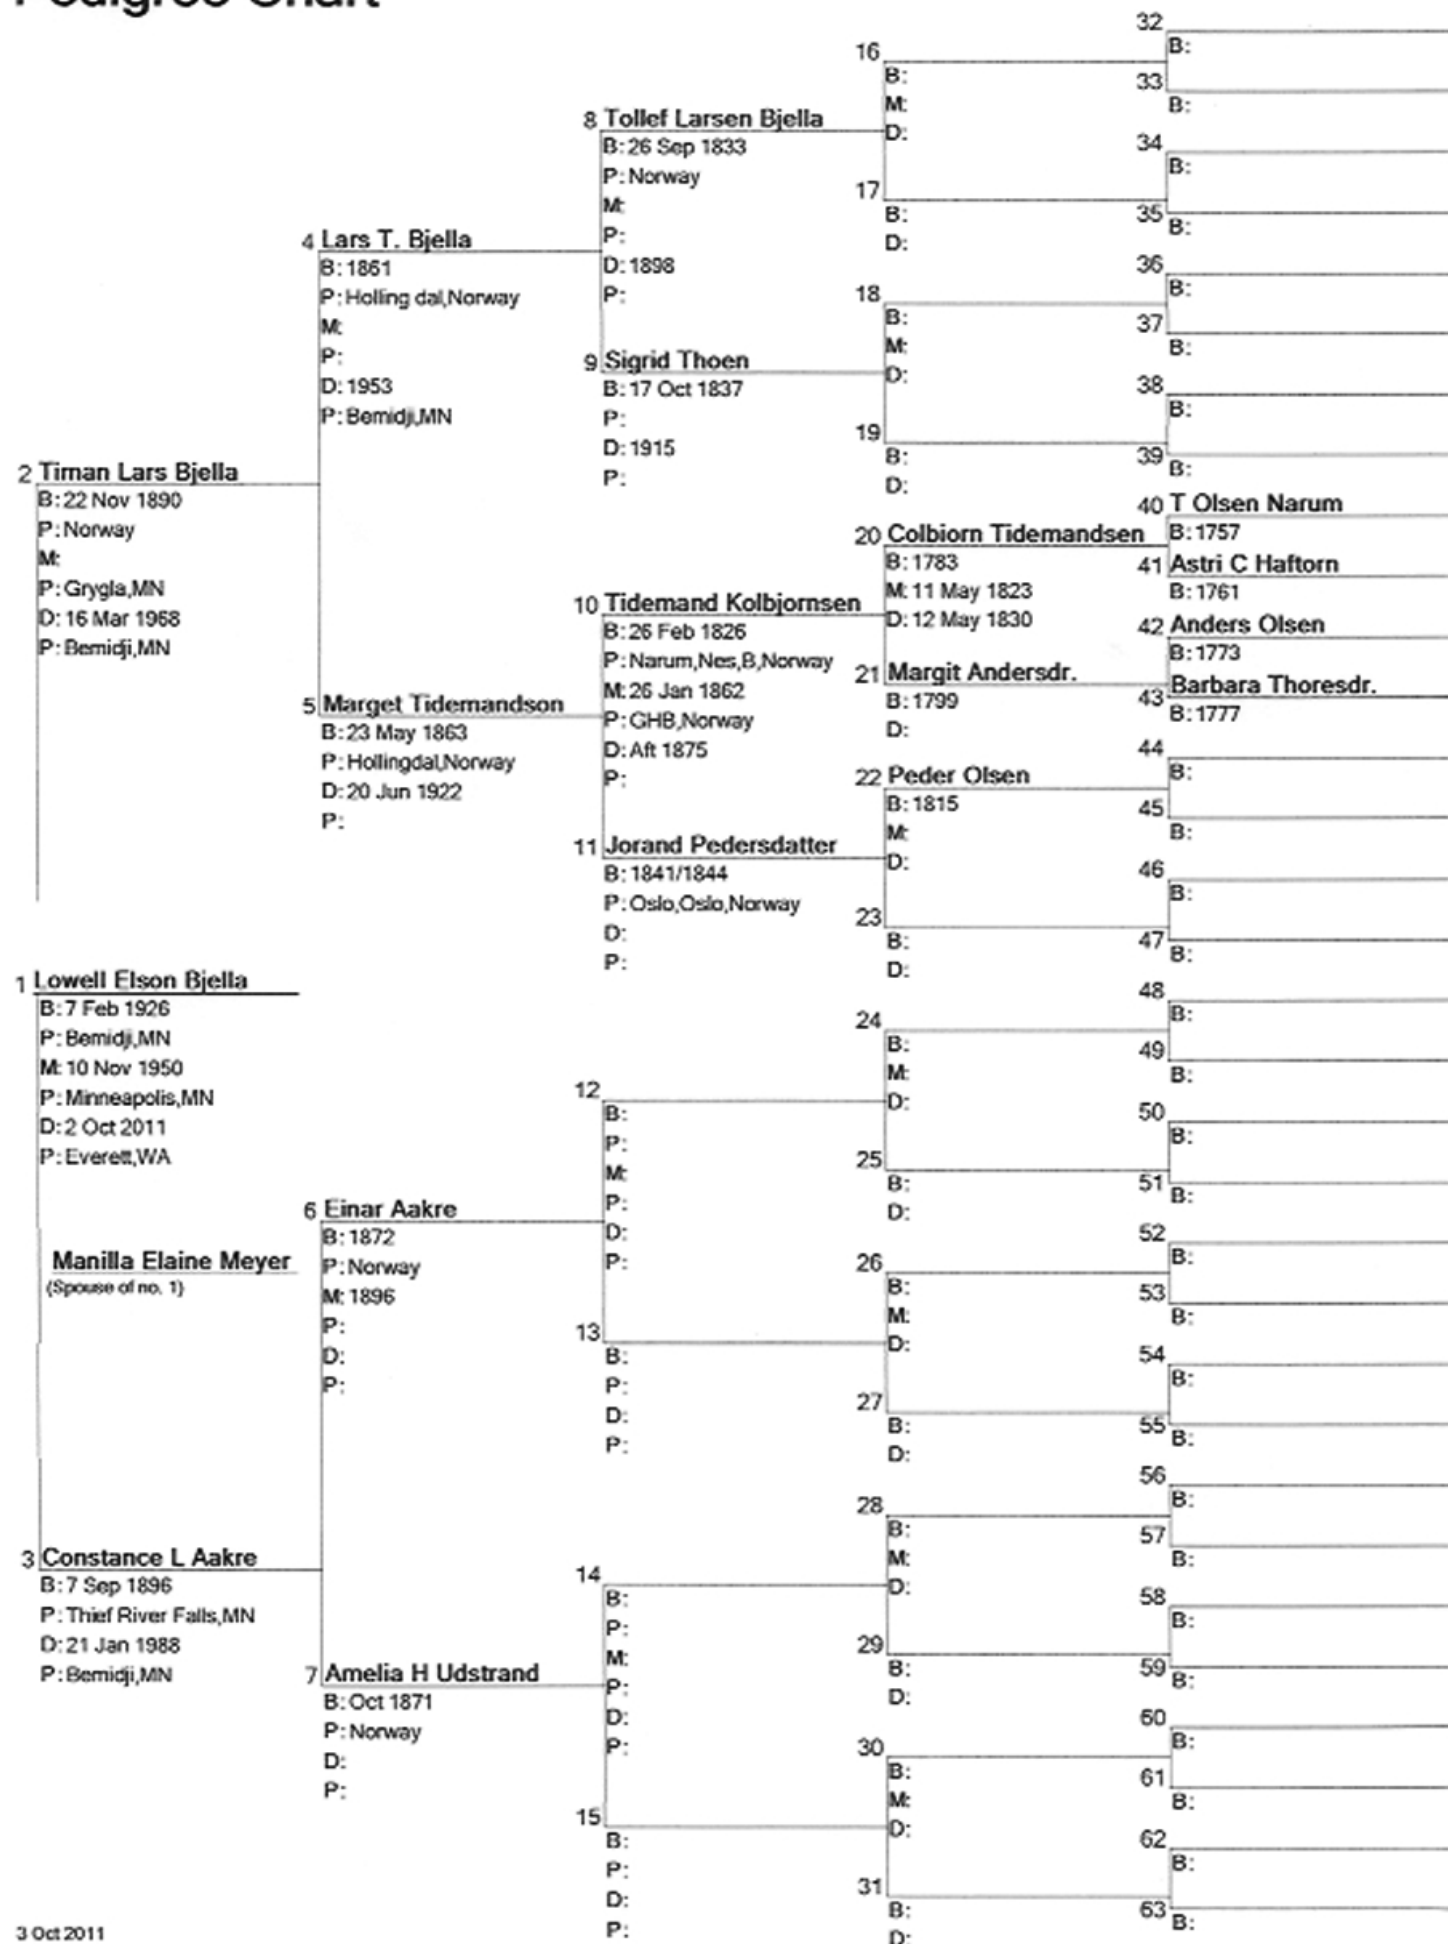 Pedigree Chart
2 Timan Lars Bjella
B: 22 Nov 1890
P: Norway
M:
P: Grygla,MN
D: 16 Mar 1968
P: Bemidji,MN
1 Lowell Elson Bjella
B: 7 Feb 1926
P: Bemidji,MN
M: 10 Nov 1950
P: Minneapolis,MN
D: 2 Oct 2011
P: Everett,WA
Manilla Elaine Meyer
(Spouse of no. 1)
3 Constance L Aakre
B: 7 Sep 1896
P: Thief River Falls,MN
D: 21 Jan 1988
P: Bemidji,MN
3 Oct 2011
4 Lars T. Bjella
B: 1861
P: Holling dal,Norway
M:
P:
D: 1953
P: Bemidji,MN
5 Marget Tidemandson
B: 23 May 1863
P: Hollingdal,Norway
D: 20 Jun 1922
P:
6 Einar Aakre
B: 1872
P: Norway
M: 1896
P:
D:
P:
7 Amelia H Udstrand
B: Oct 1871
P: Norway
D:
P:
8 Tollef Larsen Bjella
B: 26 Sep 1833
P: Norway
M:
P:
D: 1898
P:
9 Sigrid Thoen
B: 17 Oct 1837
P:
D: 1915
P:
10 Tidemand Kolbjornsen
B: 26 Feb 1826
P: Narum,Nes,B,Norway
M: 26 Jan 1862
P: GHB,Norway
D: Aft 1875
P:
11 Jorand Pedersdatter
B: 1841/1844
P: Oslo,Oslo,Norway
D:
P:
12
B:
P:
M:
P:
D:
P:
13
B:
P:
D:
P:
14
B:
P:
M:
P:
D:
P:
15
B:
P:
D:
P:
16
B:
M:
D:
17
B:
D:
18
B:
M:
D:
19
B:
D:
20 Colbiorn Tidemandsen
B: 1783
M: 11 May 1823
D: 12 May 1830
21 Margit Andersdr.
B: 1799
D:
22 Peder Olsen
B: 1815
M:
D:
23
B:
D:
24
B:
M:
D:
25
B:
D:
26
B:
M:
D:
27
B:
D:
28
B:
M:
D:
29
B:
D:
30
B:
M:
D:
31
B:
D:
32
B:
33
B:
34
B:
35
B:
36
B:
37
B:
38
B:
39
B:
40 T Olsen Narum
B: 1757
41 Astri C Haftorn
B: 1761
42 Anders Olsen
B: 1773
43 Barbara Thoresdr.
B: 1777
44
B:
45
B:
46
B:
47
B:
48
B:
49
B:
50
B:
51
B:
52
B:
53
B:
54
B:
55
B:
56
B:
57
B:
58
B:
59
B:
60
B:
61
B:
62
B:
63
B: